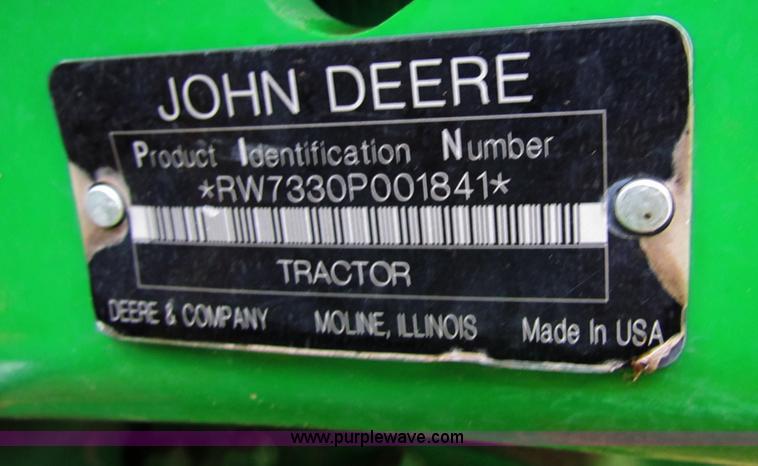 JOHN DEERE
Product Identification Number
*RW7330P001841*
TRACTOR
DEERE & COMPANY MOLINE, ILLINOIS Made In USA
www.purplewave.com